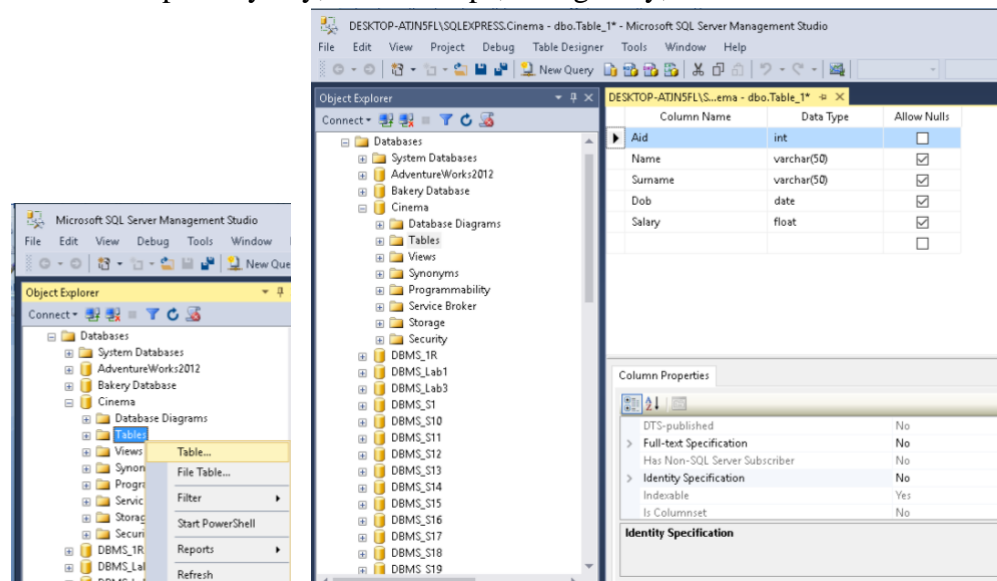 DESKTOP-ATJN5FL\SQLEXPRESS.Cinema - dbo.Table_1* - Microsoft SQL Server Management Studio
File Edit View Project Debug Table Designer Tools Window Help
New Query
Object Explorer
Connect
Databases
System Databases
AdventureWorks2012
Bakery Database
Cinema
Database Diagrams
Tables
Views
Synonyms
Programmability
Service Broker
Storage
Security
DBMS_1R
DBMS_Lab1
DBMS_Lab3
DBMS_S1
DBMS_S10
DBMS_S11
DBMS_S12
DBMS_S13
DBMS_S14
DBMS_S15
DBMS_S16
DBMS_S17
DBMS_S18
DBMS_S19
DESKTOP-ATJN5FL\S...ema - dbo.Table_1*
Column Name Data Type Allow Nulls
Aid int
Name varchar(50)
Surname varchar(50)
Dob date
Salary float
Column Properties
DTS-published No
Full-text Specification No
Has Non-SQL Server Subscriber No
Identity Specification No
Indexable Yes
Is Columnset No
Identity Specification
Microsoft SQL Server Management Studio
File Edit View Debug Tools Window
New Que
Object Explorer
Connect
Databases
System Databases
AdventureWorks2012
Bakery Database
Cinema
Database Diagrams
Tables
Views
Synon
Progra
Servic
Storag
Securi
DBMS_1R
DBMS_Lal
Table...
File Table...
Filter
Start PowerShell
Reports
Refresh